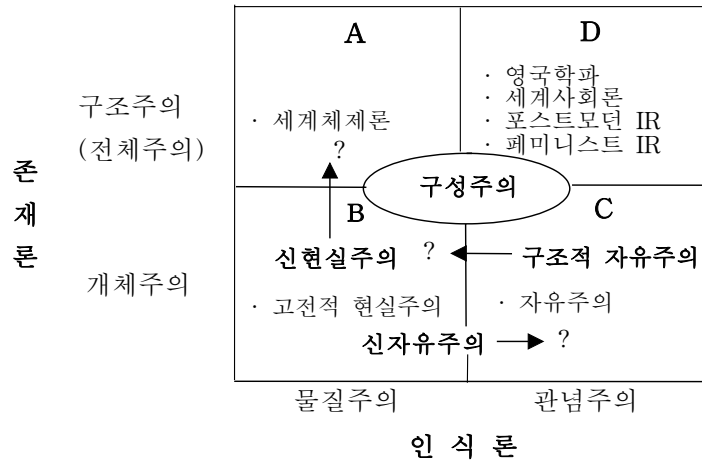 A
D
· 영국학파
· 세계사회론
· 포스트모던 IR
· 페미니스트 IR
구조주의
(전체주의)
· 세계체제론
?
구성주의
존
재
론
B
C
신현실주의
?
구조적 자유주의
개체주의
· 고전적 현실주의
· 자유주의
신자유주의
?
물질주의
관념주의
인 식 론